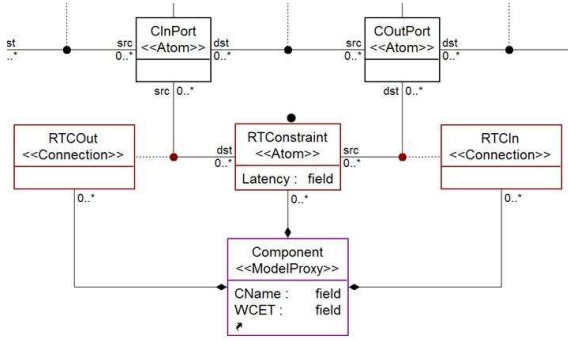 CInPort
<<Atom>>
COutPort
<<Atom>>
st
..*
src
0..*
dst
0..*
src
0..*
dst
0..*
src 0..*
dst 0..*
RTCOut
<<Connection>>
dst
0..*
RTConstraint
<<Atom>>
Latency : field
src
0..*
RTCIn
<<Connection>>
0..*
0..*
0..*
Component
<<ModelProxy>>
CName : field
WCET : field